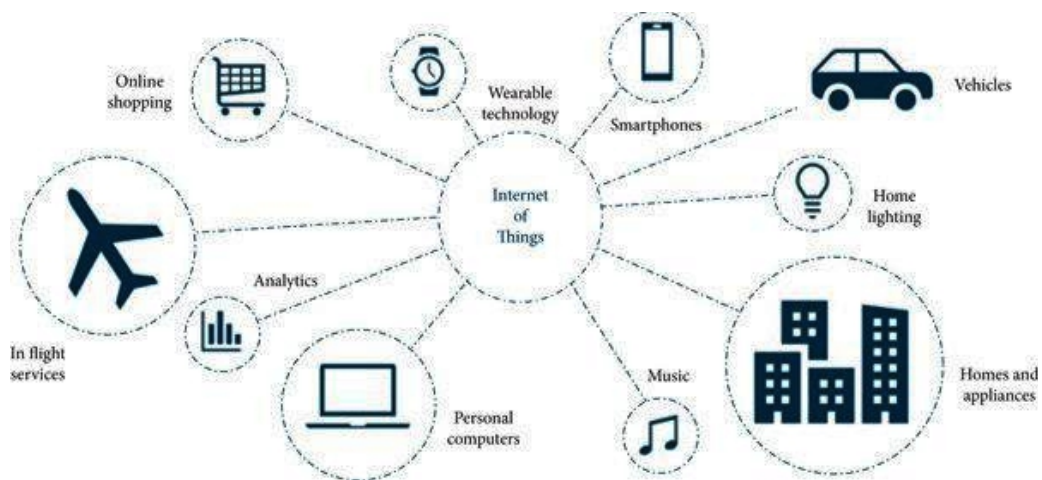 Online
shopping
Wearable
technology
Smartphones
Vehicles
Internet
of
Things
Home
lighting
Analytics
In flight
services
Personal
computers
Music
Homes and
appliances